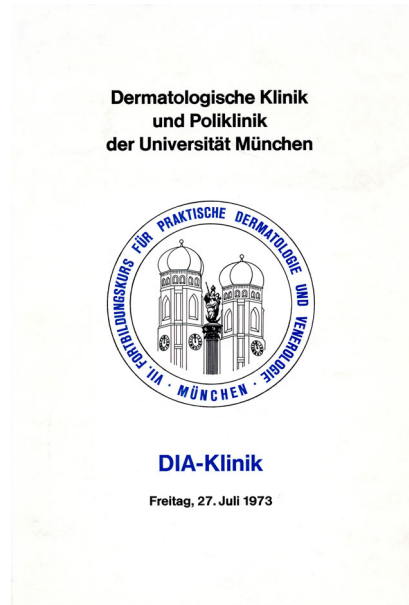 Dermatologische Klinik
und Poliklinik
der Universität München
VII. FORTBILDUNGSKURS FÜR PRAKTISCHE DERMATOLOGIE UND VENEROLOGIE
· MÜNCHEN ·
DIA-Klinik
Freitag, 27. Juli 1973